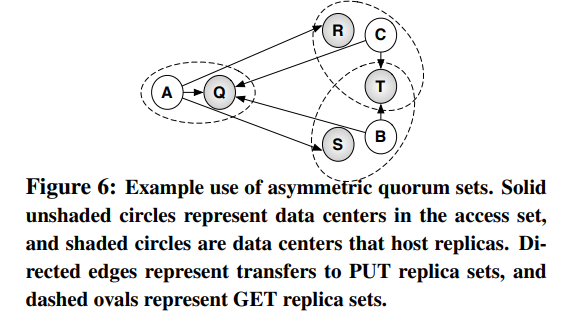 R
C
A
Q
T
S
B
Figure 6: Example use of asymmetric quorum sets. Solid
unshaded circles represent data centers in the access set,
and shaded circles are data centers that host replicas. Di-
rected edges represent transfers to PUT replica sets, and
dashed ovals represent GET replica sets.